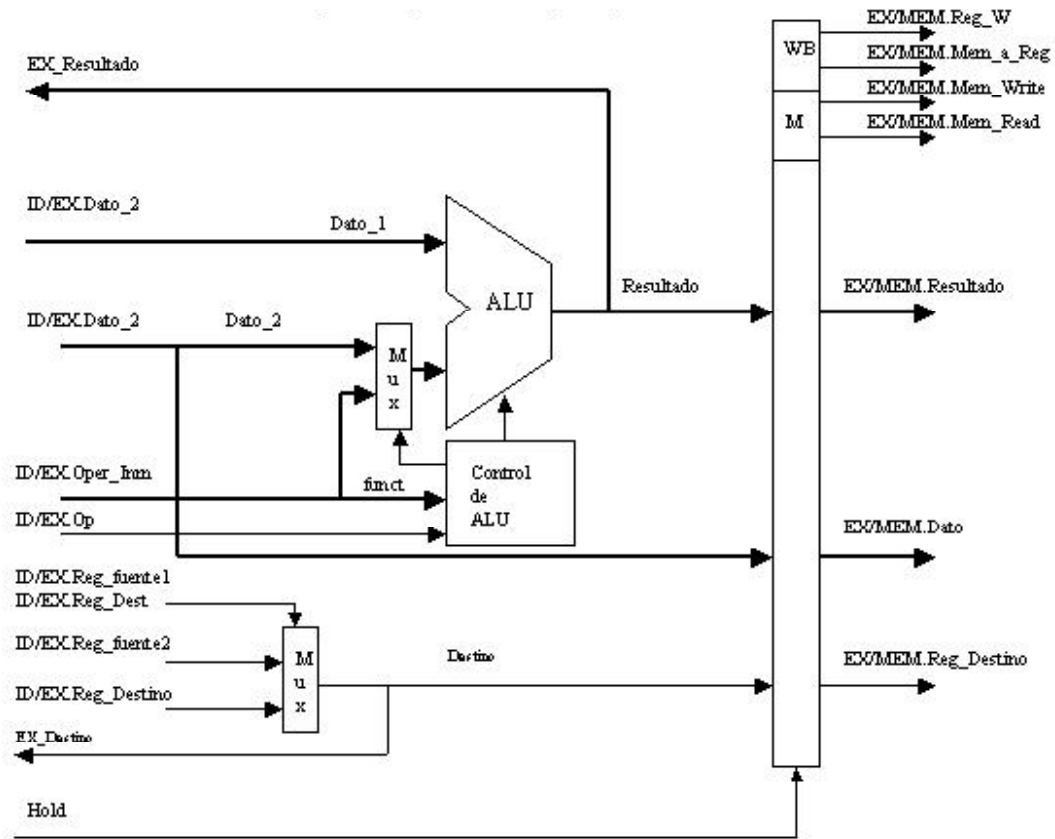 EX/MEM.Reg_W
WB
EX/MEM.Mem_a_Reg
EX_Resultado
EX/MEM.Mem_Write
M
EX/MEM.Mem_Read
ID/EX.Dato_2
Dato_1
ALU
Resultado
EX/MEM.Resultado
ID/EX.Dato_2
Dato_2
Mux
ID/EX.Oper_Inm
funct
Control
de
ALU
ID/EX.Op
EX/MEM.Dato
ID/EX.Reg_fuente1
ID/EX.Reg_Dest
ID/EX.Reg_fuente2
Mux
Destino
EX/MEM.Reg_Destino
ID/EX.Reg_Destino
EX_Destino
Hold